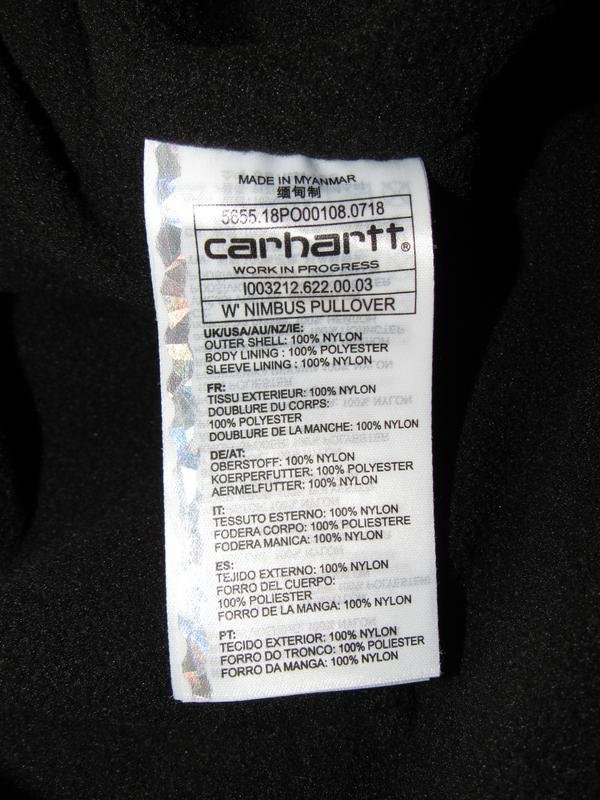 MADE IN MYANMAR
缅甸制
5655.18PO00108.0718
carhartt®
WORK IN PROGRESS
I003212.622.00.03
W' NIMBUS PULLOVER
UK/USA/AU/NZ/IE:
OUTER SHELL: 100% NYLON
BODY LINING : 100% POLYESTER
SLEEVE LINING : 100% NYLON
FR:
TISSU EXTERIEUR: 100% NYLON
DOUBLURE DU CORPS:
100% POLYESTER
DOUBLURE DE LA MANCHE: 100% NYLON
DE/AT:
OBERSTOFF: 100% NYLON
KOERPERFUTTER: 100% POLYESTER
AERMELFUTTER: 100% NYLON
IT:
TESSUTO ESTERNO: 100% NYLON
FODERA CORPO: 100% POLIESTERE
FODERA MANICA: 100% NYLON
ES:
TEJIDO EXTERNO: 100% NYLON
FORRO DEL CUERPO:
100% POLIESTER
FORRO DE LA MANGA: 100% NYLON
PT:
TECIDO EXTERIOR: 100% NYLON
FORRO DO TRONCO: 100% POLIESTER
FORRO DA MANGA: 100% NYLON